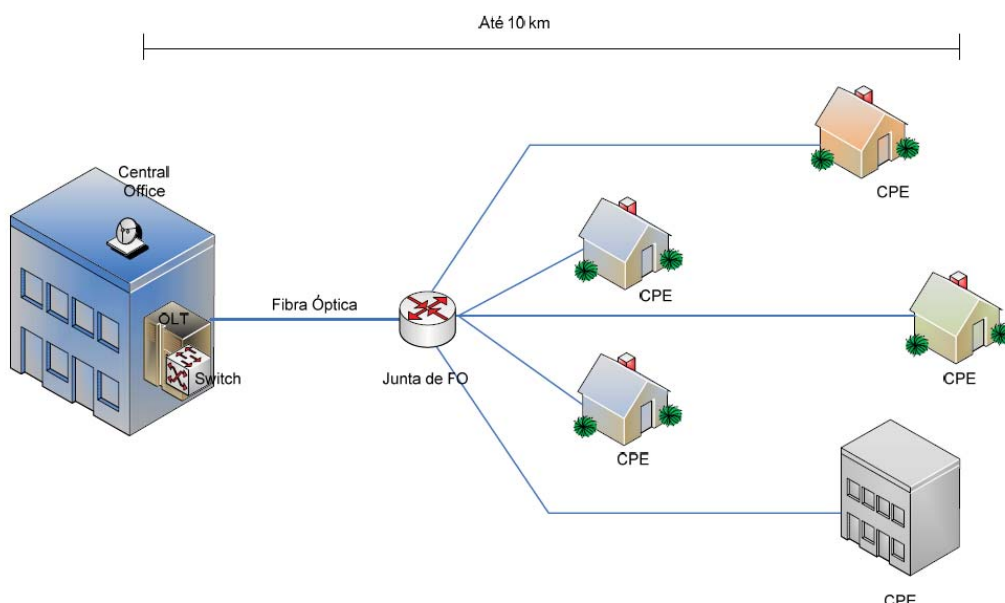 Até 10 km
Central
Office
CPE
CPE
Fibra Óptica
OLT
Switch
Junta de FO
CPE
CPE
CPE